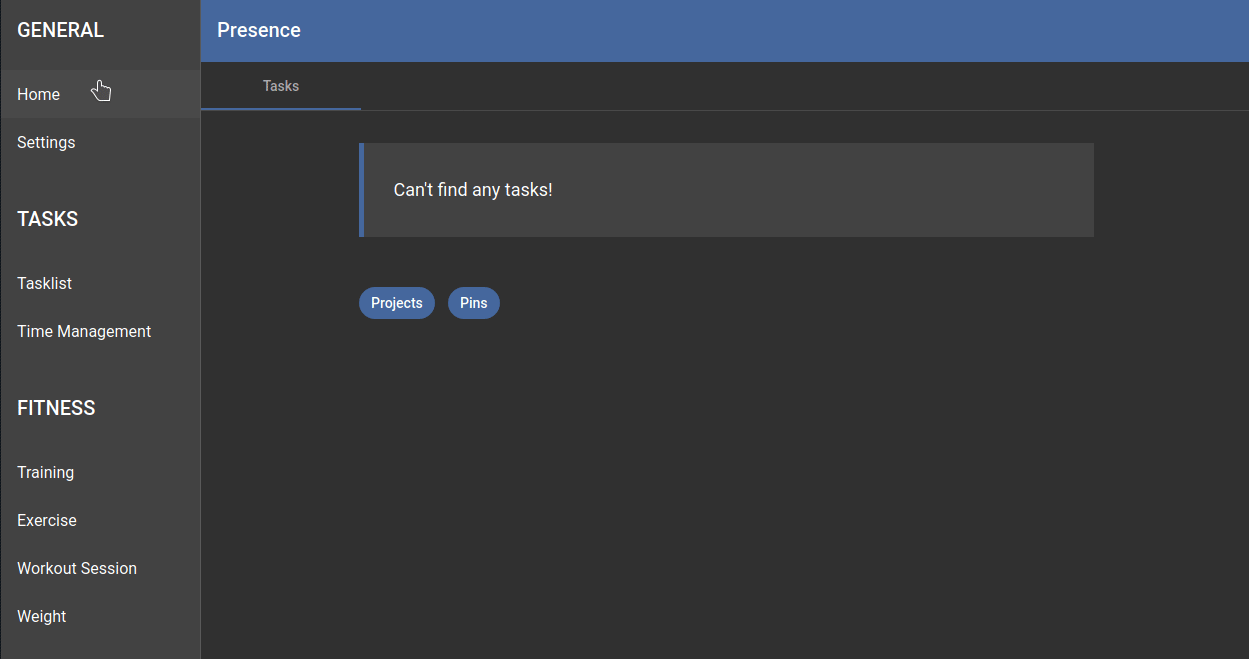 GENERAL
Home
Settings
TASKS
Tasklist
Time Management
FITNESS
Training
Exercise
Workout Session
Weight
Presence
Tasks
Can't find any tasks!
Projects
Pins